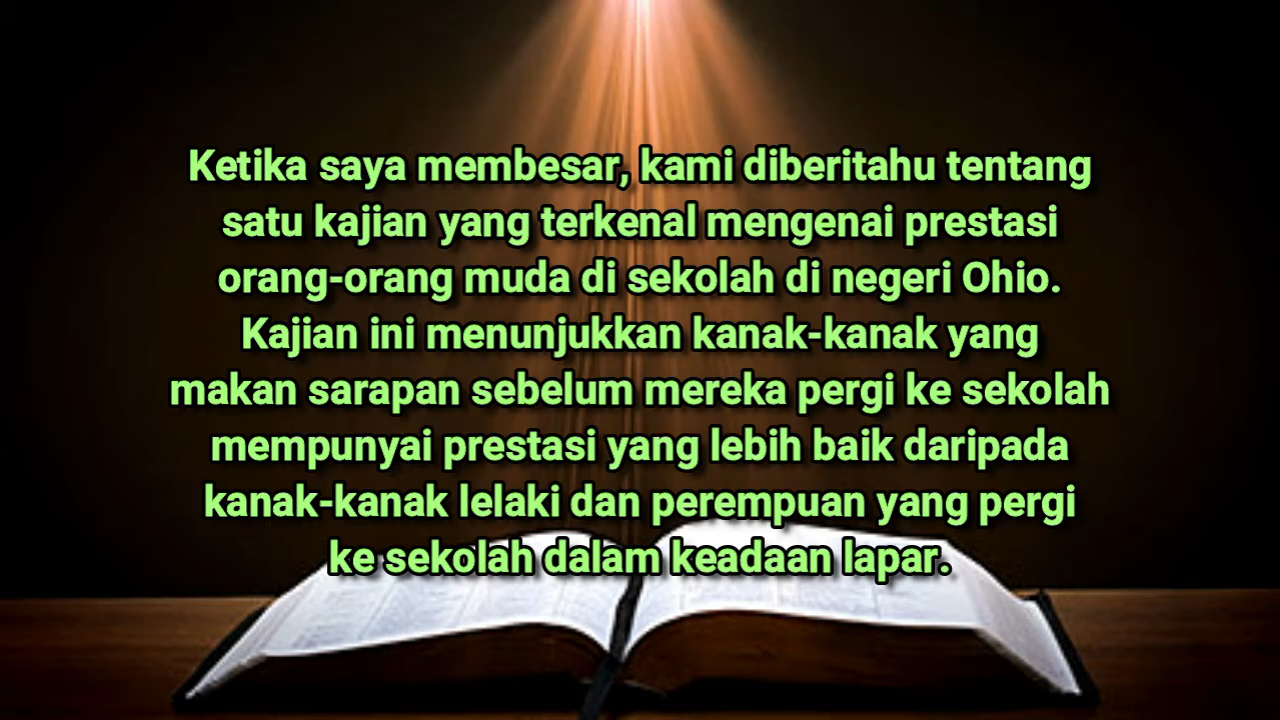 Ketika saya membesar, kami diberitahu tentang
satu kajian yang terkenal mengenai prestasi
orang-orang muda di sekolah di negeri Ohio.
Kajian ini menunjukkan kanak-kanak yang
makan sarapan sebelum mereka pergi ke sekolah
mempunyai prestasi yang lebih baik daripada
kanak-kanak lelaki dan perempuan yang pergi
ke sekolah dalam keadaan lapar.